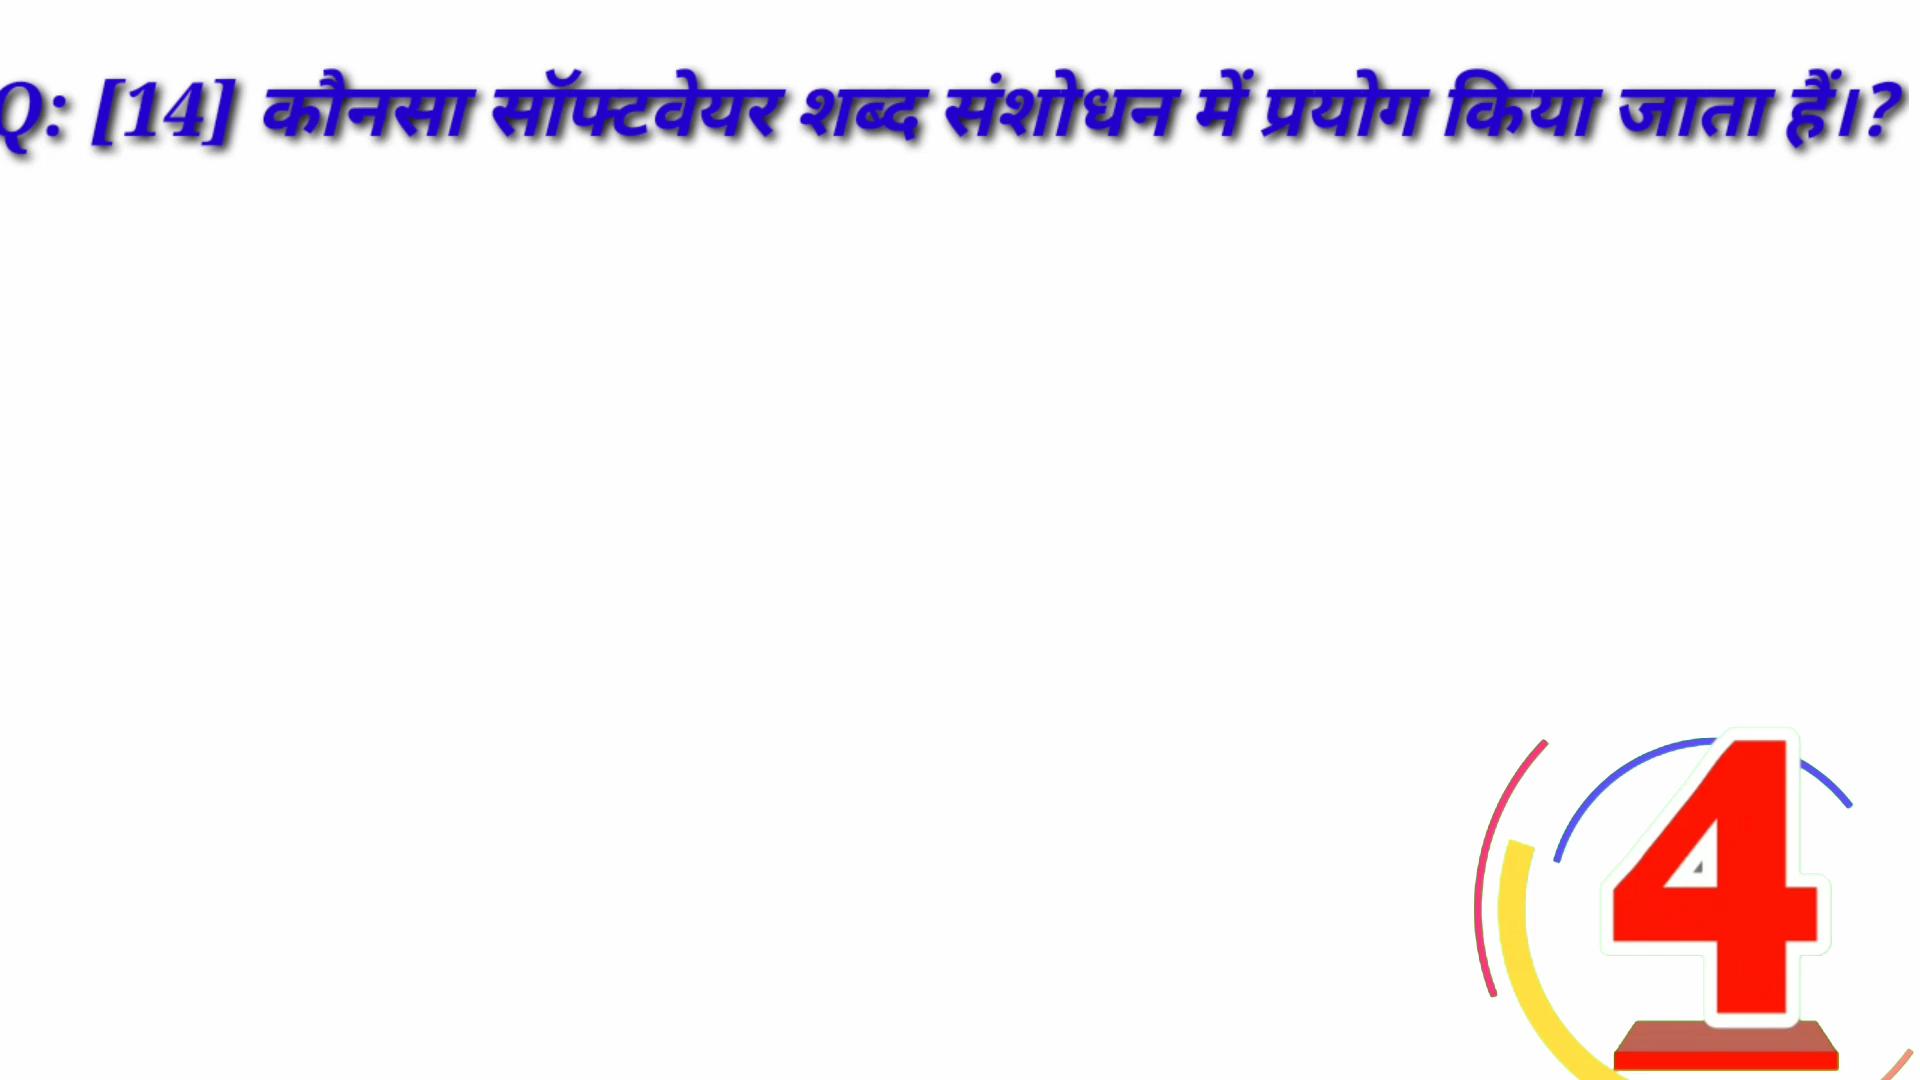 Q: [14] कौनसा सॉफ्टवेयर शब्द संशोधन में प्रयोग किया जाता हैं।?
4